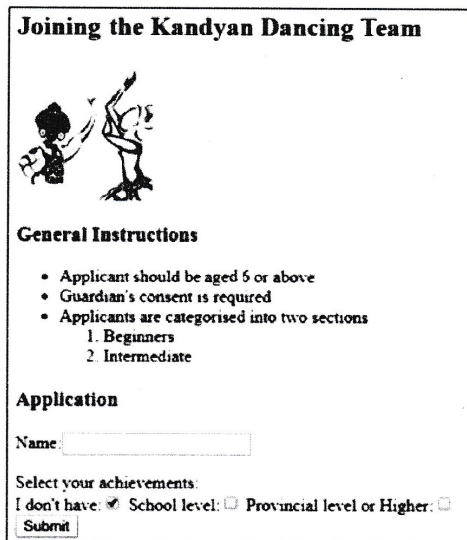 Joining the Kandyan Dancing Team
General Instructions
• Applicant should be aged 6 or above
• Guardian's consent is required
• Applicants are categorised into two sections
1. Beginners
2. Intermediate
Application
Name:
Select your achievements:
I don't have: School level: Provincial level or Higher:
Submit